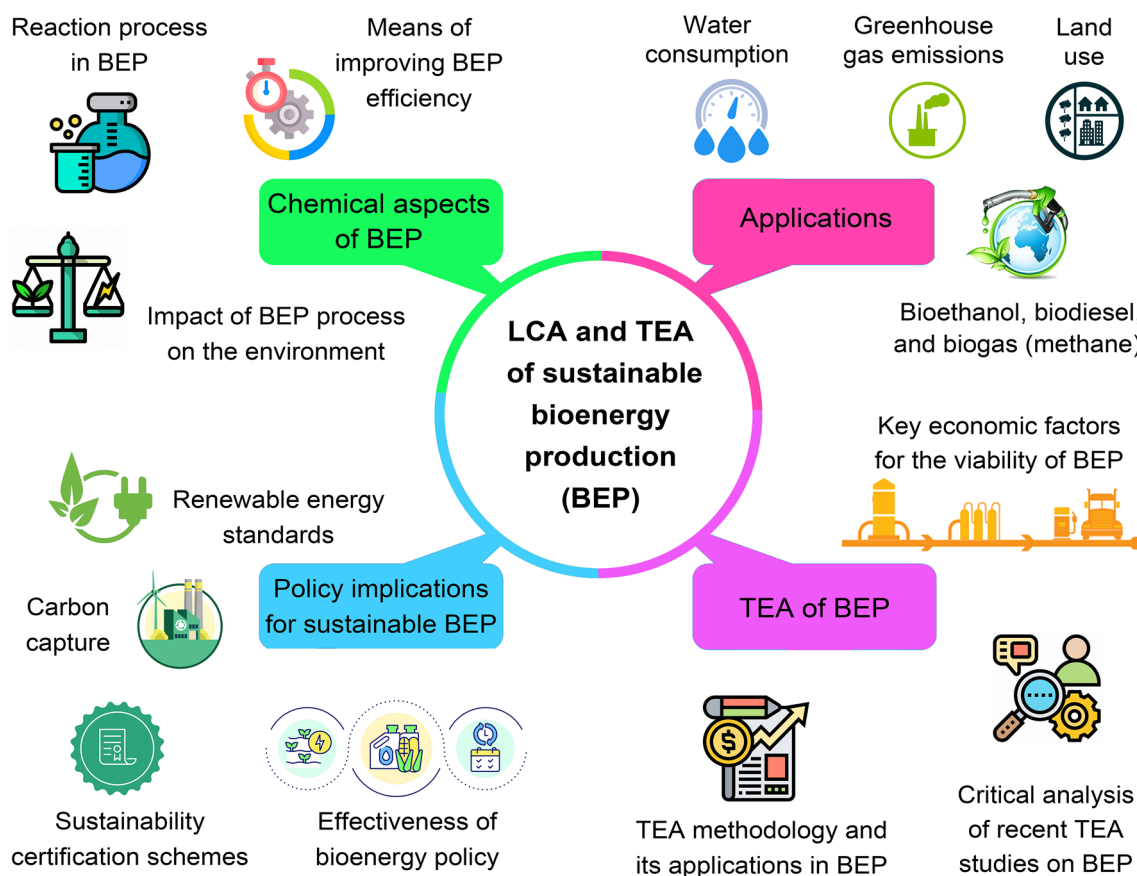 Reaction process
in BEP
Means of
improving BEP
efficiency
Water
consumption
Greenhouse
gas emissions
Land
use
Chemical aspects
of BEP
Applications
Impact of BEP process
on the environment
LCA and TEA
of sustainable
bioenergy
production
(BEP)
Bioethanol, biodiesel,
and biogas (methane)
Key economic factors
for the viability of BEP
Renewable energy
standards
Policy implications
for sustainable BEP
TEA of BEP
Carbon
capture
Sustainability
certification schemes
Effectiveness of
bioenergy policy
$
TEA methodology and
its applications in BEP
Critical analysis
of recent TEA
studies on BEP